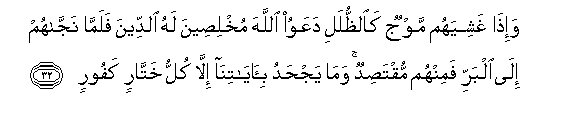 وَإِذَا غَشِيَهُم مَّوْجٌ كَٱلظُّلَلِ دَعَوُا۟ ٱللَّهَ مُخْلِصِينَ لَهُ ٱلدِّينَ فَلَمَّا نَجَّىٰهُمْ
إِلَى ٱلْبَرِّ فَمِنْهُم مُّقْتَصِدٌ ۚ وَمَا يَجْحَدُ بِـَٔايَـٰتِنَآ إِلَّا كُلُّ خَتَّارٍ كَفُورٍ ٣٢